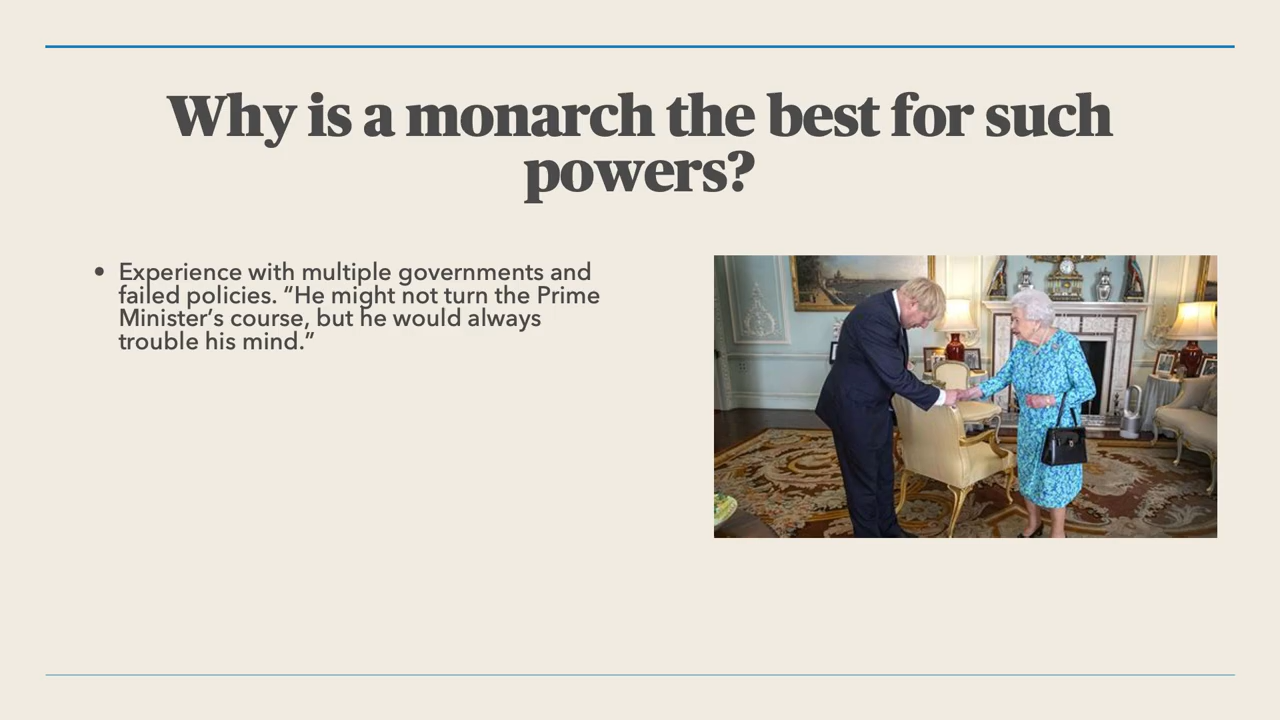 Why is a monarch the best for such
powers?
• Experience with multiple governments and
failed policies. “He might not turn the Prime
Minister’s course, but he would always
trouble his mind.”